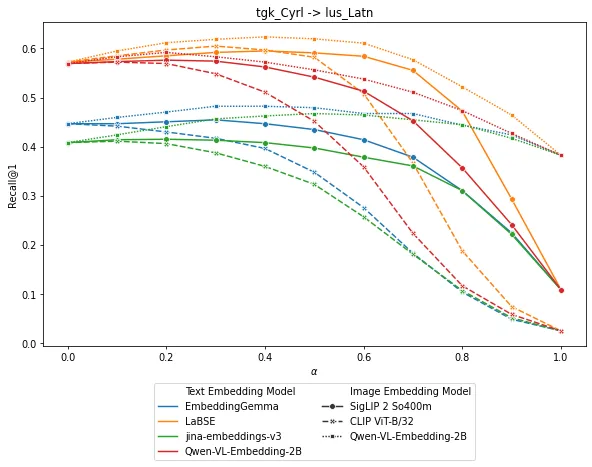 tgk_Cyrl -> lus_Latn
Recall@1
0.6
0.5
0.4
0.3
0.2
0.1
0.0
0.0 0.2 0.4 0.6 0.8 1.0
α
Text Embedding Model Image Embedding Model
EmbeddingGemma SigLIP 2 So400m
LaBSE CLIP ViT-B/32
jina-embeddings-v3 Qwen-VL-Embedding-2B
Qwen-VL-Embedding-2B